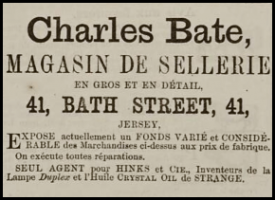 Charles Bate,
MAGASIN DE SELLERIE
EN GROS ET EN DÉTAIL,
41, BATH STREET, 41,
JERSEY,
EXPOSE actuellement un FONDS VARIÉ et CONSIDÉ-
RABLE des Marchandises ci-dessus aux prix de fabrique.
On exécute toutes réparations.
SEUL AGENT pour HINKS et CIE., Inventeurs de la
Lampe Duplex et l'Huile CRYSTAL OIL de STRANGE.